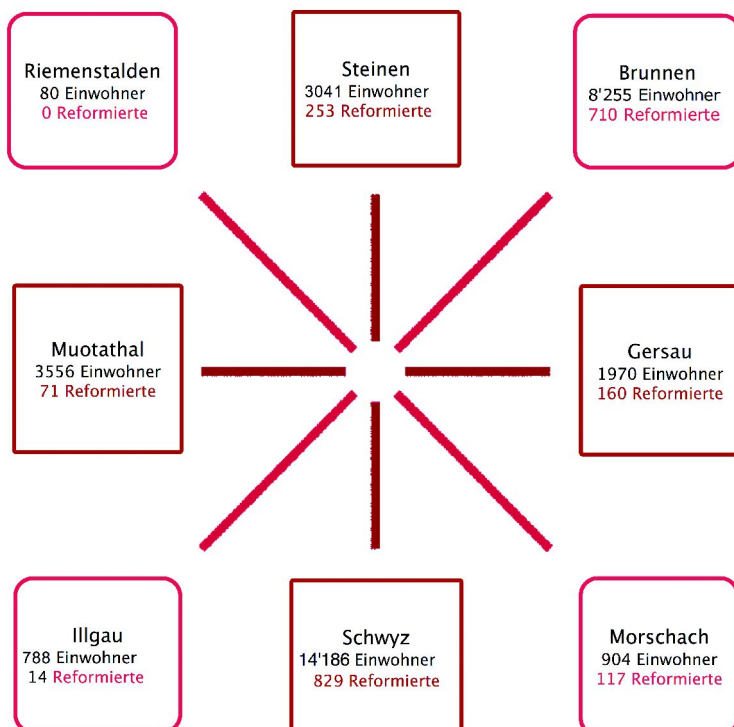 Riemenstalden
80 Einwohner
0 Reformierte
Steinen
3041 Einwohner
253 Reformierte
Brunnen
8'255 Einwohner
710 Reformierte
Muotathal
3556 Einwohner
71 Reformierte
Gersau
1970 Einwohner
160 Reformierte
Illgau
788 Einwohner
14 Reformierte
Schwyz
14'186 Einwohner
829 Reformierte
Morschach
904 Einwohner
117 Reformierte